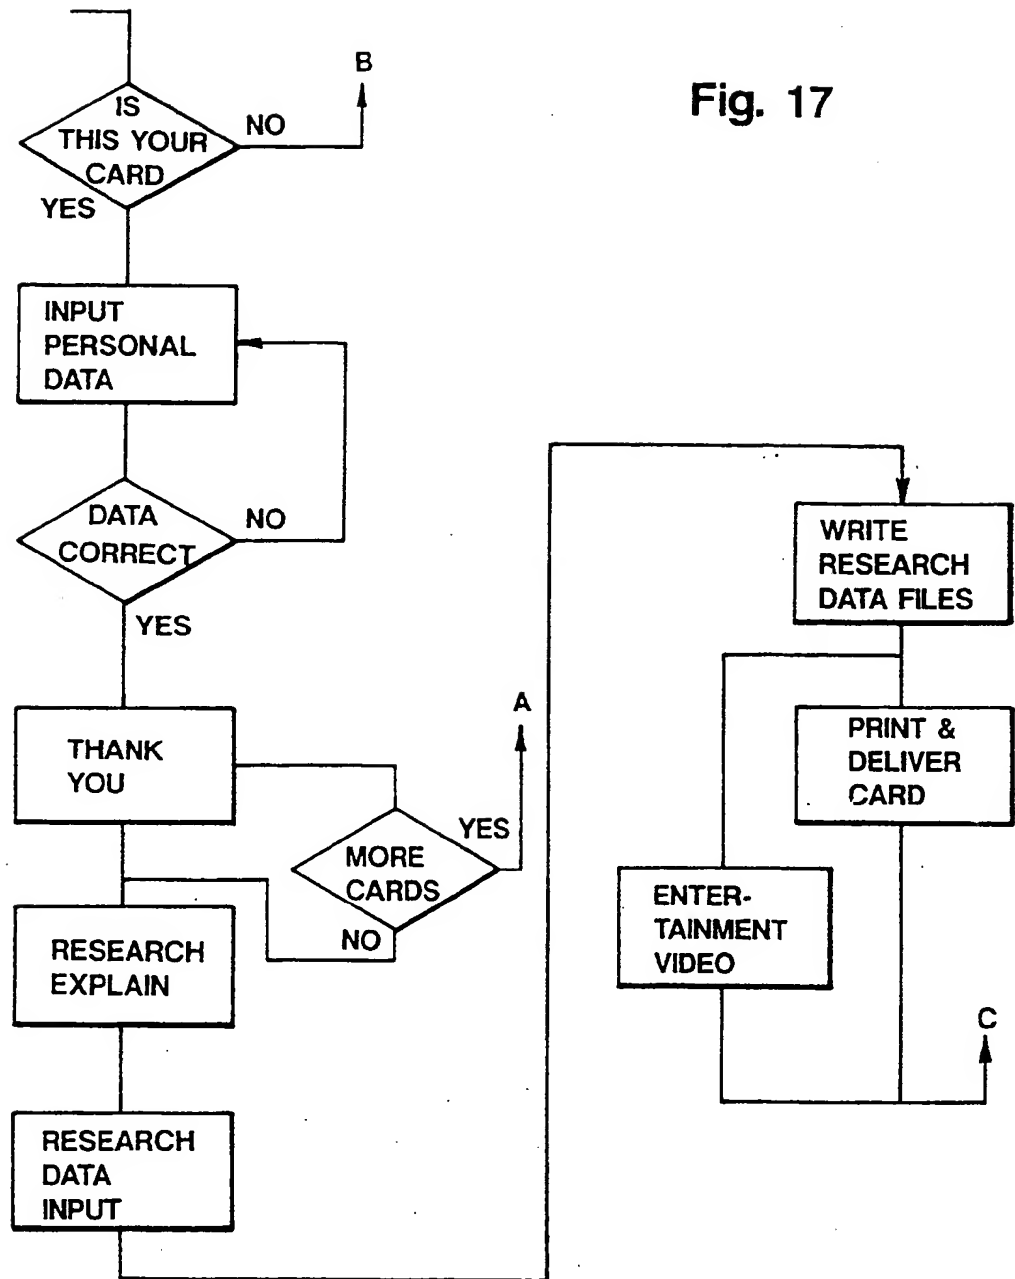 Fig. 17
B
IS
THIS YOUR
CARD
NO
YES
INPUT
PERSONAL
DATA
DATA
CORRECT
NO
YES
THANK
YOU
A
MORE
CARDS
YES
NO
RESEARCH
EXPLAIN
RESEARCH
DATA
INPUT
WRITE
RESEARCH
DATA FILES
PRINT &
DELIVER
CARD
ENTER-
TAINMENT
VIDEO
C